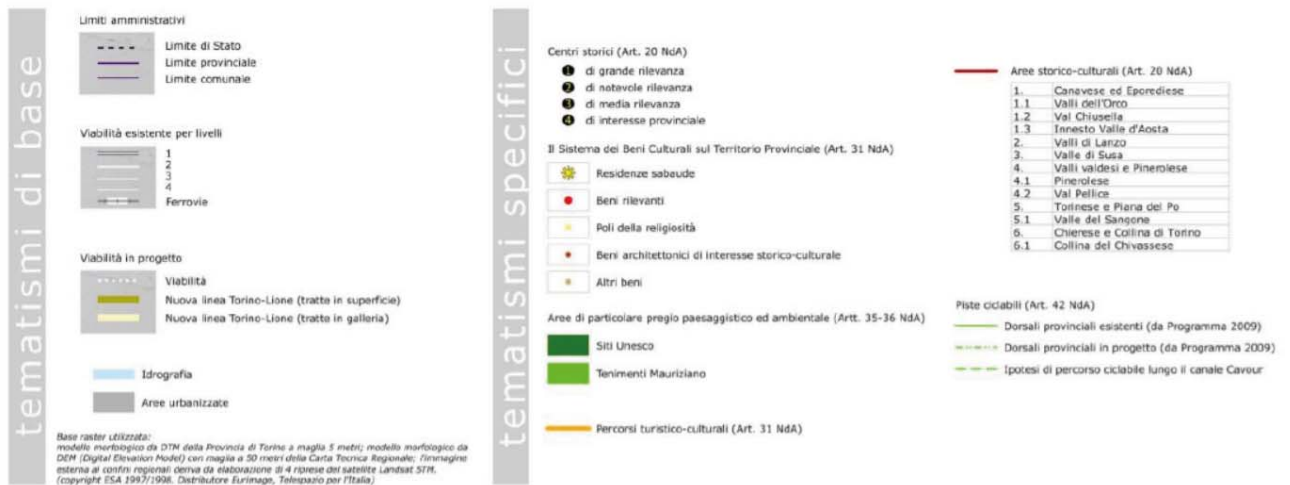 tematismi di base
Limiti amministrativi
Limite di Stato
Limite provinciale
Limite comunale
Viabilità esistente per livelli
1
2
3
4
Ferrovie
Viabilità in progetto
Viabilità
Nuova linea Torino-Lione (tratte in superficie)
Nuova linea Torino-Lione (tratte in galleria)
Idrografia
Aree urbanizzate
Base raster utilizzata:
modello morfologico da DTM della Provincia di Torino a maglia 5 metri; modello morfologico da
DEM (Digital Elevation Model) con maglia a 50 metri della Carta Tecnica Regionale; l'immagine
esterna ai confini regionali deriva da elaborazione di 4 riprese del satellite Landsat 5TM.
(copyright ESA 1997/1998. Distributore Eurimage, Telespazio per l'Italia)
tematismi specifici
Centri storici (Art. 20 NdA)
1 di grande rilevanza
2 di notevole rilevanza
3 di media rilevanza
4 di interesse provinciale
Il Sistema dei Beni Culturali sul Territorio Provinciale (Art. 31 NdA)
Residenze sabaude
Beni rilevanti
Poli della religiosità
Beni architettonici di interesse storico-culturale
Altri beni
Aree di particolare pregio paesaggistico ed ambientale (Artt. 35-36 NdA)
Siti Unesco
Tenimenti Mauriziano
Percorsi turistico-culturali (Art. 31 NdA)
Aree storico-culturali (Art. 20 NdA)
1. Canavese ed Eporediese
1.1 Valli dell'Orco
1.2 Val Chiusella
1.3 Innesto Valle d'Aosta
2. Valli di Lanzo
3. Valle di Susa
4. Valli valdesi e Pinerolese
4.1 Pinerolese
4.2 Val Pellice
5. Torinese e Piana del Po
5.1 Valle del Sangone
6. Chierese e Collina di Torino
6.1 Collina del Chivassese
Piste ciclabili (Art. 42 NdA)
Dorsali provinciali esistenti (da Programma 2009)
Dorsali provinciali in progetto (da Programma 2009)
Ipotesi di percorso ciclabile lungo il canale Cavour